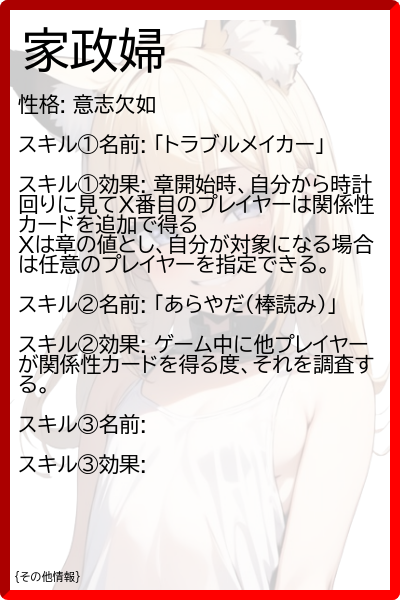 家政婦
性格: 意志欠如
スキル①名前: 「トラブルメイカー」
スキル①効果: 章開始時、自分から時計
回りに見てX番目のプレイヤーは関係性
カードを追加で得る
Xは章の値とし、自分が対象になる場合
は任意のプレイヤーを指定できる。
スキル②名前: 「あらやだ(棒読み)」
スキル②効果: ゲーム中に他プレイヤー
が関係性カードを得る度、それを調査す
る。
スキル③名前:
スキル③効果:
{その他情報}